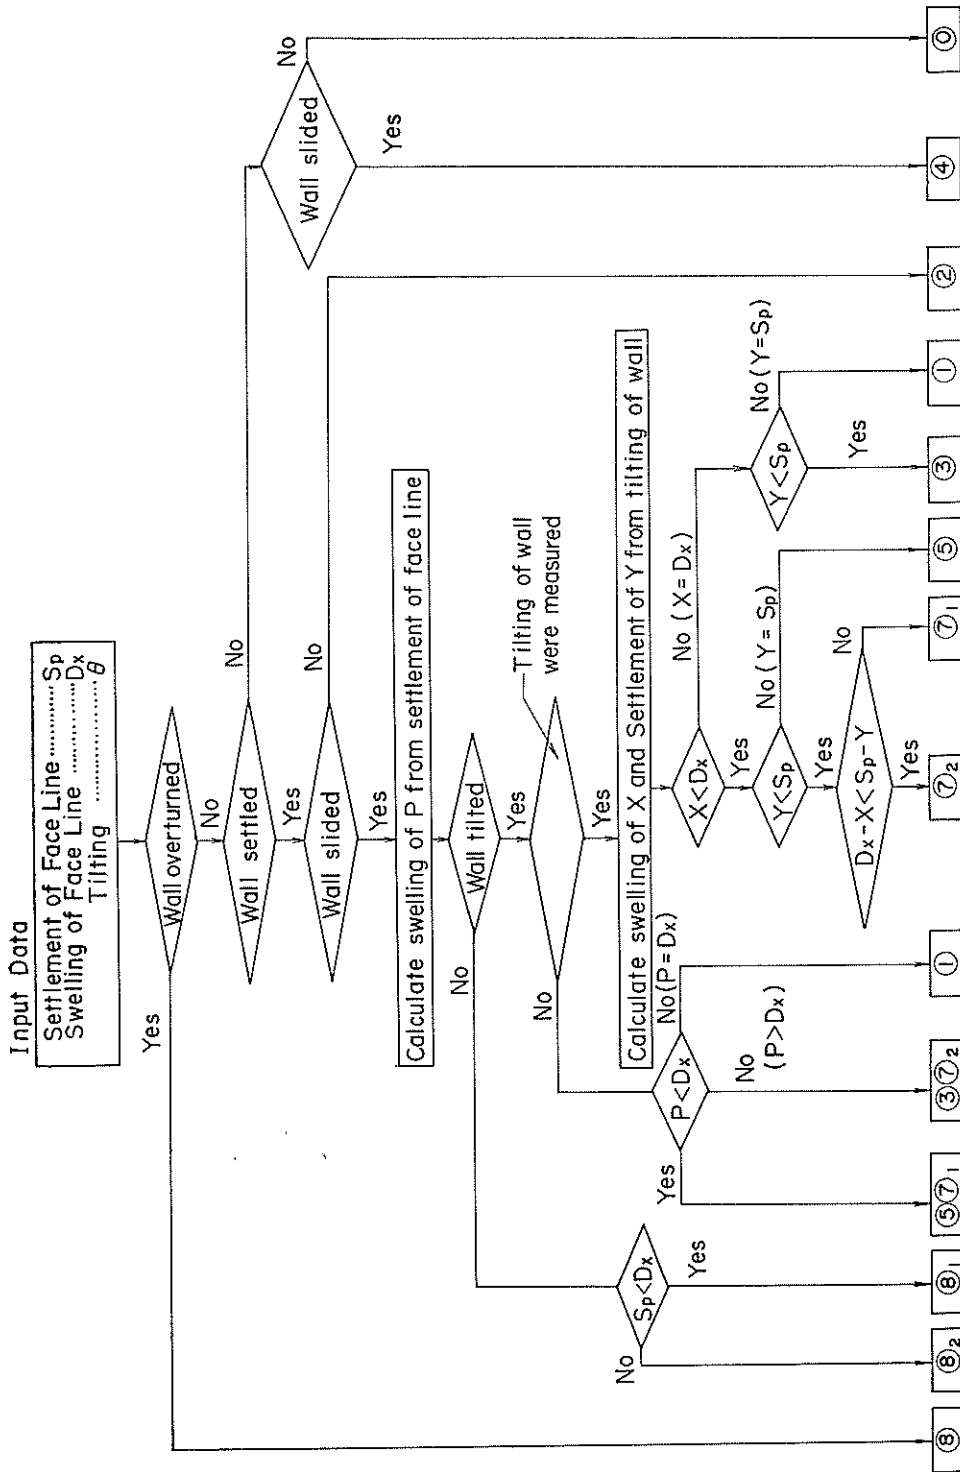 Input Data
Settlement of Face Line ........ Sp
Swelling of Face Line ........... Dx
Tilting .................. θ
Yes
Wall overturned
No
Wall settled
No
Yes
Wall slided
No
Yes
Wall slided
No
Yes
Calculate swelling of P from settlement of face line
Wall tilted
No
Yes
Tilting of wall
were measured
No
Yes
Calculate swelling of X and Settlement of Y from tilting of wall
Sp<Dx
No
Yes
P<Dx
Yes
No(P=Dx)
No
(P>Dx)
X<Dx
No (X=Dx)
Yes
Y<Sp
No(Y=Sp)
Yes
Y<Sp
No(Y=Sp)
Yes
Dx-X<Sp-Y
No
Yes
⑧
⑧2
⑧1
⑤⑦1
③⑦2
①
⑦2
⑦1
⑤
③
①
②
④
⓪